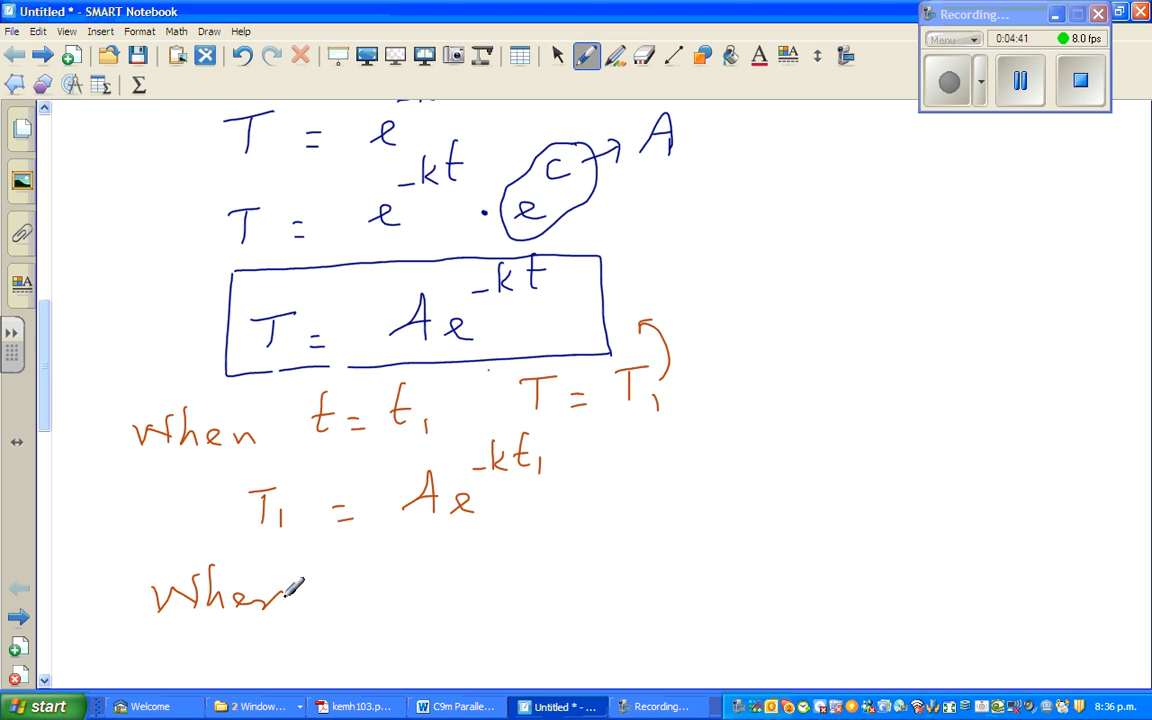 Untitled * - SMART Notebook
File Edit View Insert Format Math Draw Help
Recording...
Menu
0:04:41
8.0 fps
T = e
T = e^-kt · e^c → A
T = Ae^-kt
When t = t₁ T = T₁
T₁ = Ae^-kt₁
When
start
Welcome
2 Window...
kemh103.p...
C9m Paralle...
Untitled * - ...
Recording...
8:36 p.m.